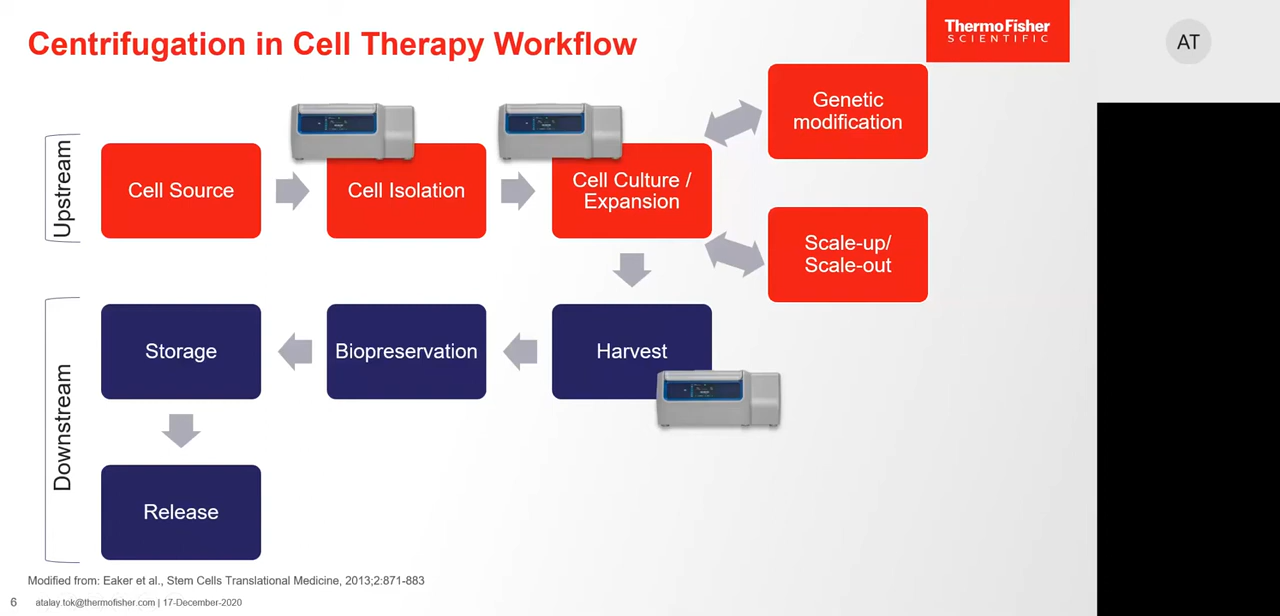 Centrifugation in Cell Therapy Workflow
ThermoFisher
SCIENTIFIC
AT
Upstream
Cell Source
Cell Isolation
Cell Culture /
Expansion
Genetic
modification
Scale-up/
Scale-out
Downstream
Storage
Biopreservation
Harvest
Release
Modified from: Eaker et al., Stem Cells Translational Medicine, 2013;2:871-883
6
atalay.tok@thermofisher.com | 17-December-2020